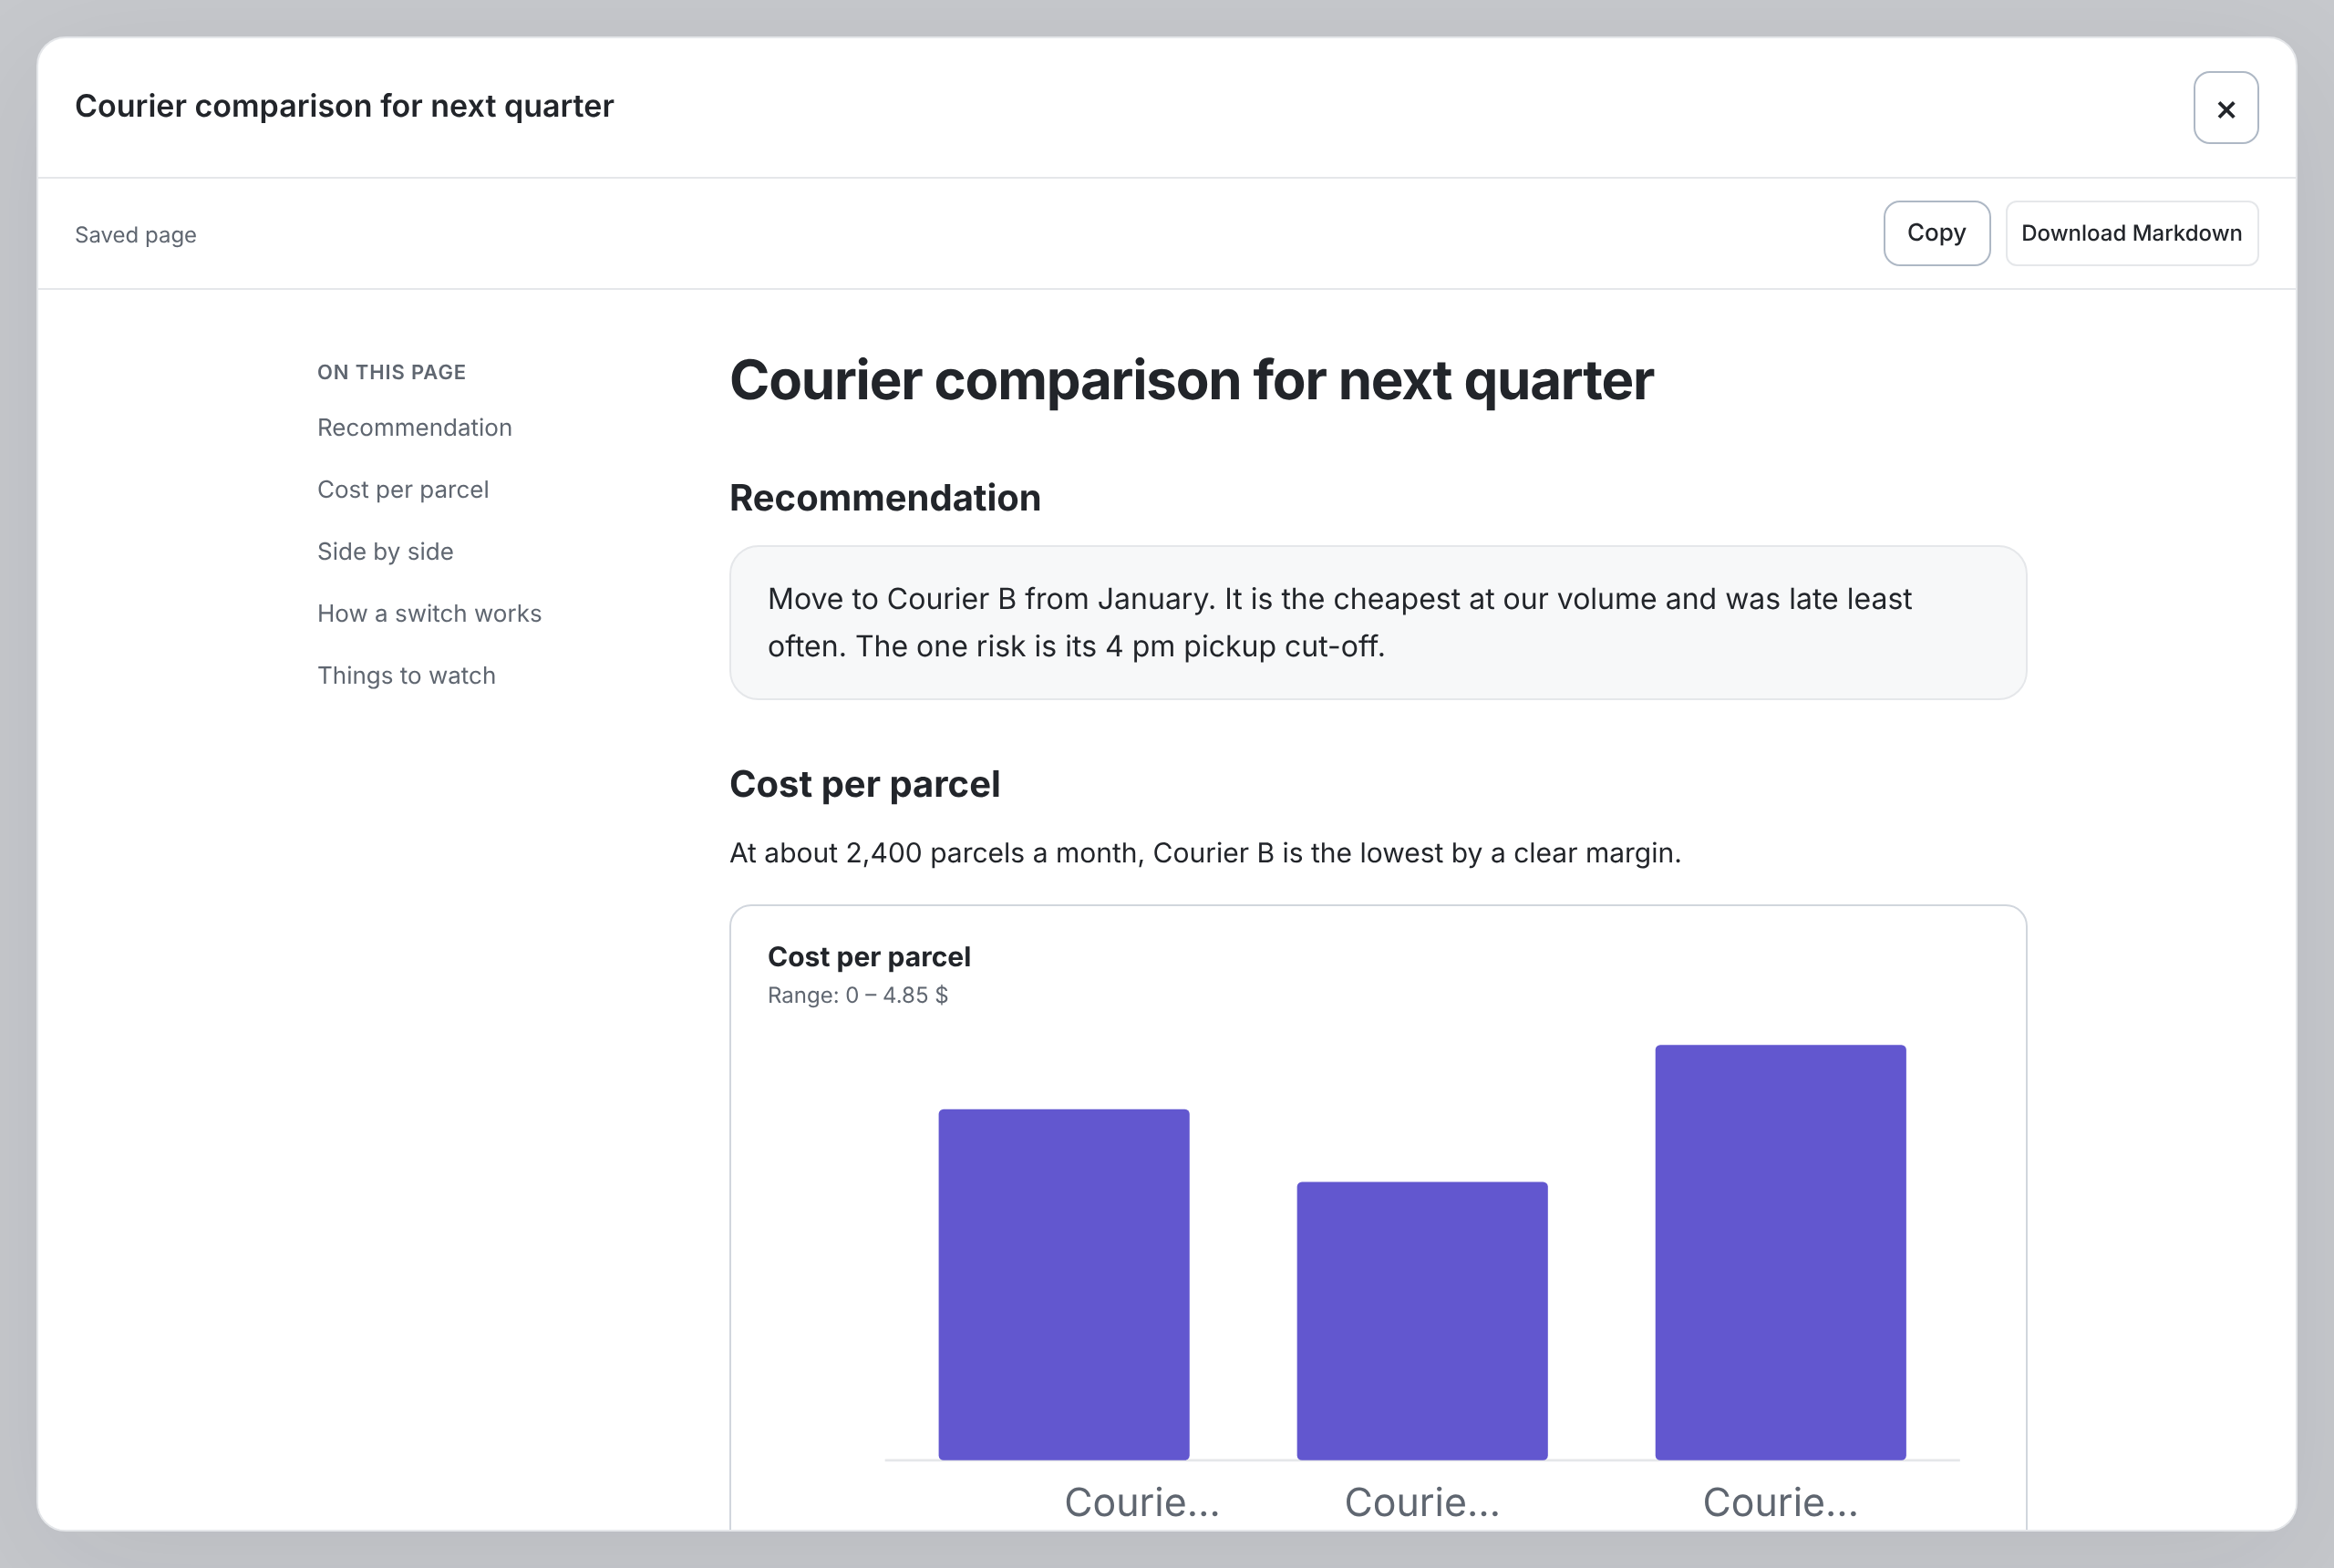 Courier comparison for next quarter
×
Saved page
Copy
Download Markdown
ON THIS PAGE
Recommendation
Cost per parcel
Side by side
How a switch works
Things to watch
Courier comparison for next quarter
Recommendation
Move to Courier B from January. It is the cheapest at our volume and was late least
often. The one risk is its 4 pm pickup cut-off.
Cost per parcel
At about 2,400 parcels a month, Courier B is the lowest by a clear margin.
Cost per parcel
Range: 0 – 4.85 $
Courie... Courie... Courie...